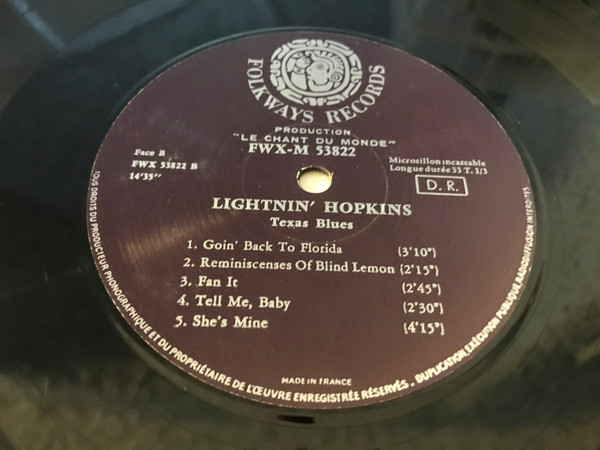 FOLKWAYS RECORDS
PRODUCTION
"LE CHANT DU MONDE"
FWX-M 53822
Face B
FWX 53822 B
14'35"
Microsillon incassable
Longue durée 33 T. 1/3
D. R.
LIGHTNIN' HOPKINS
Texas Blues
1. Goin' Back To Florida (3'10")
2. Reminiscenses Of Blind Lemon (2'15")
3. Fan It (2'45")
4. Tell Me, Baby (2'30")
5. She's Mine (4'15")
MADE IN FRANCE
TOUS DROITS DU PRODUCTEUR PHONOGRAPHIQUE ET DU PROPRIÉTAIRE DE L'ŒUVRE ENREGISTRÉE RÉSERVÉS. DUPLICATION, EXÉCUTION PUBLIQUE, RADIODIFFUSION INTERDITES